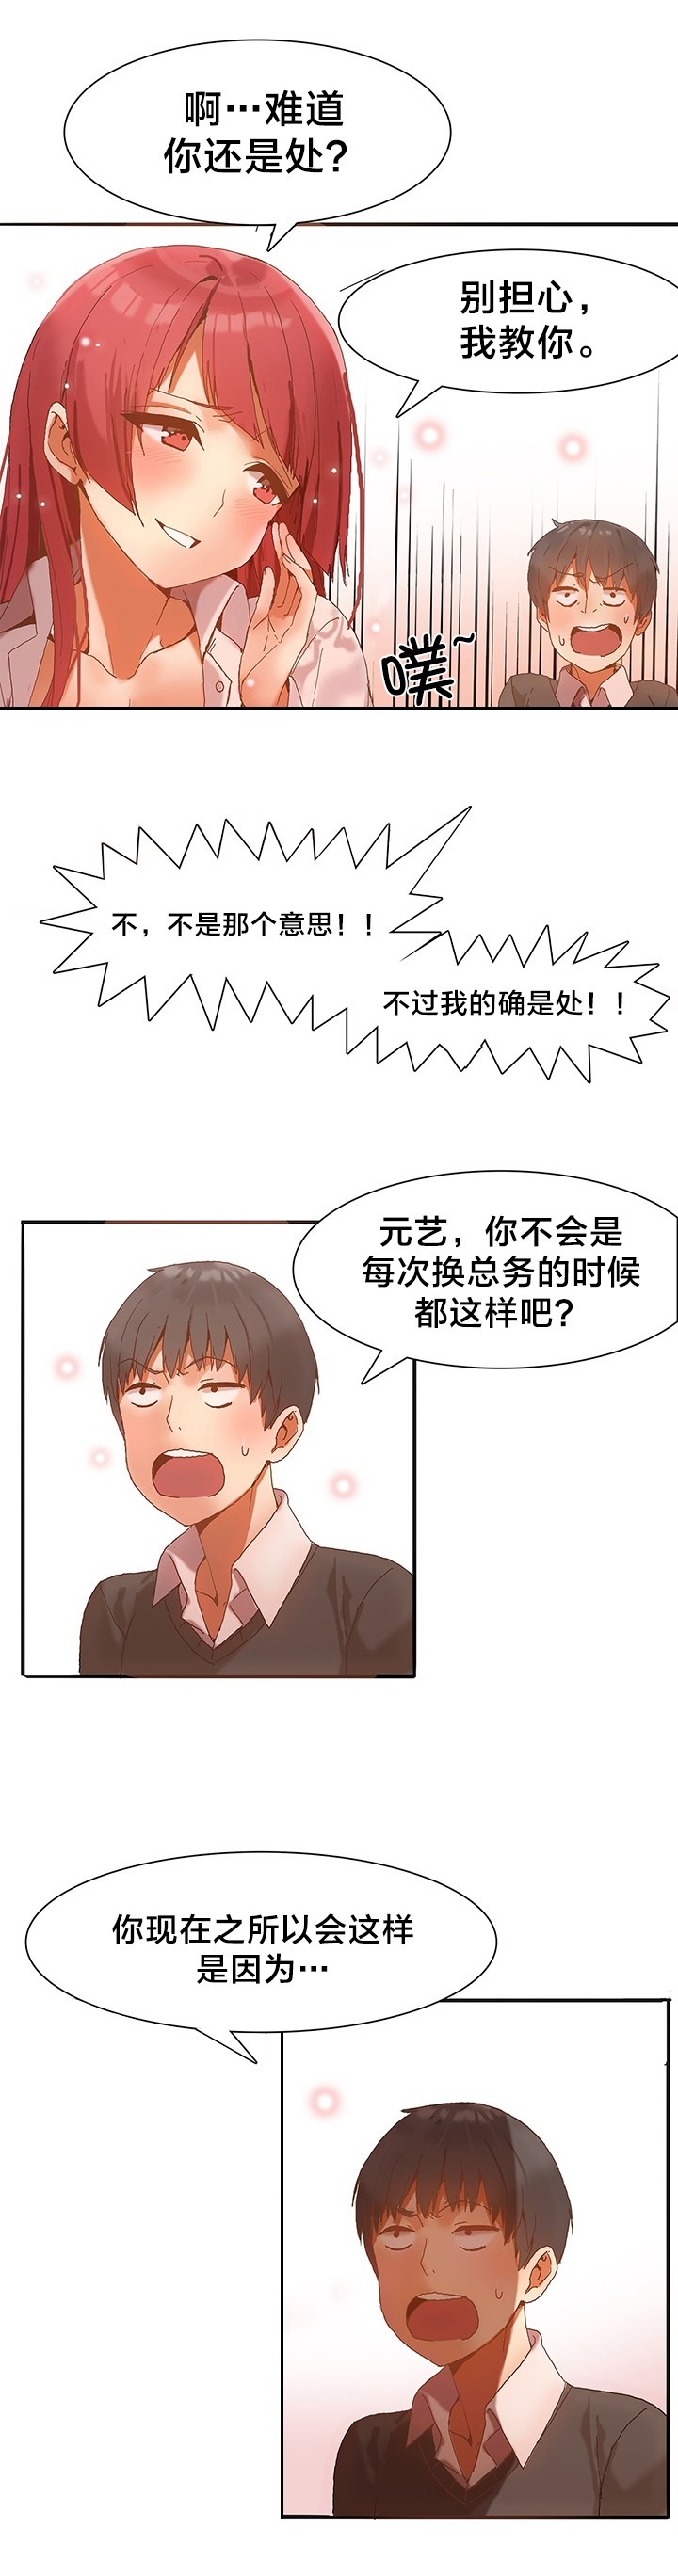 啊…难道
你还是处?
别担心，
我教你。
噗~
不，不是那个意思！！
不过我的确是处！！
元艺，你不会是
每次换总务的时候
都这样吧?
你现在之所以会这样
是因为…